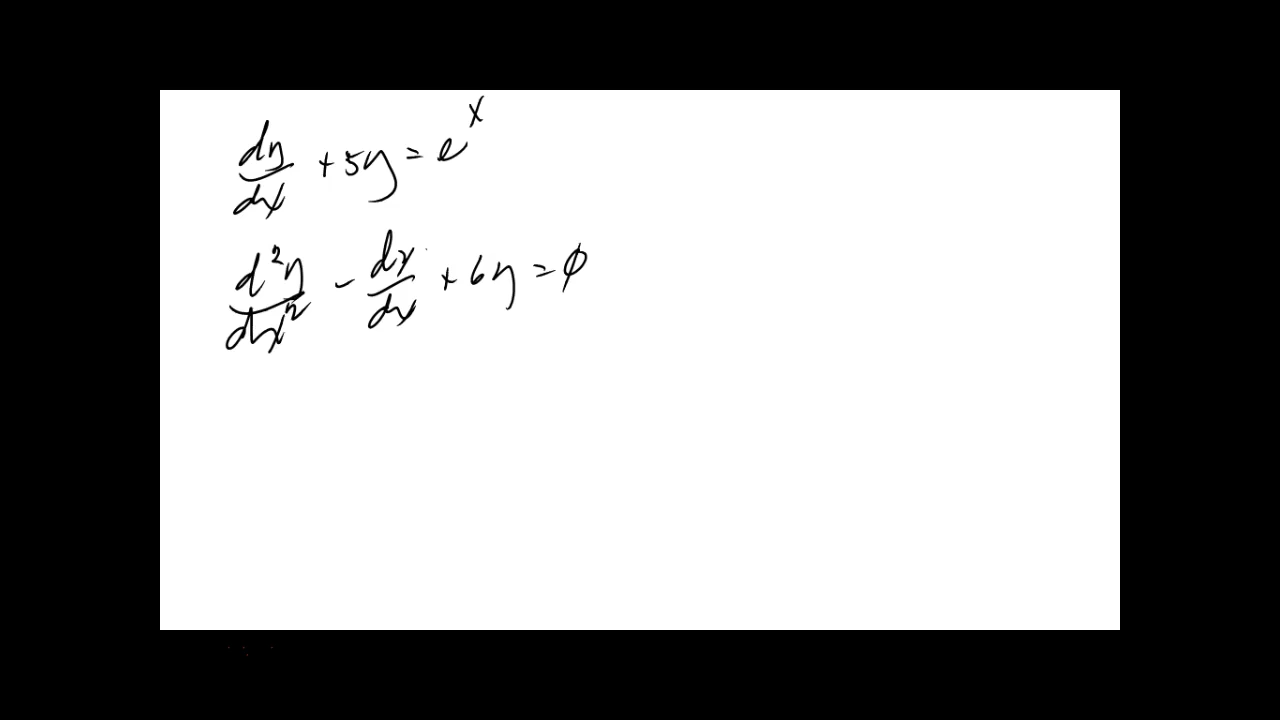 dy/dx + 5y = e^x
d²y/dx² - dy/dx + 6y = ϕ